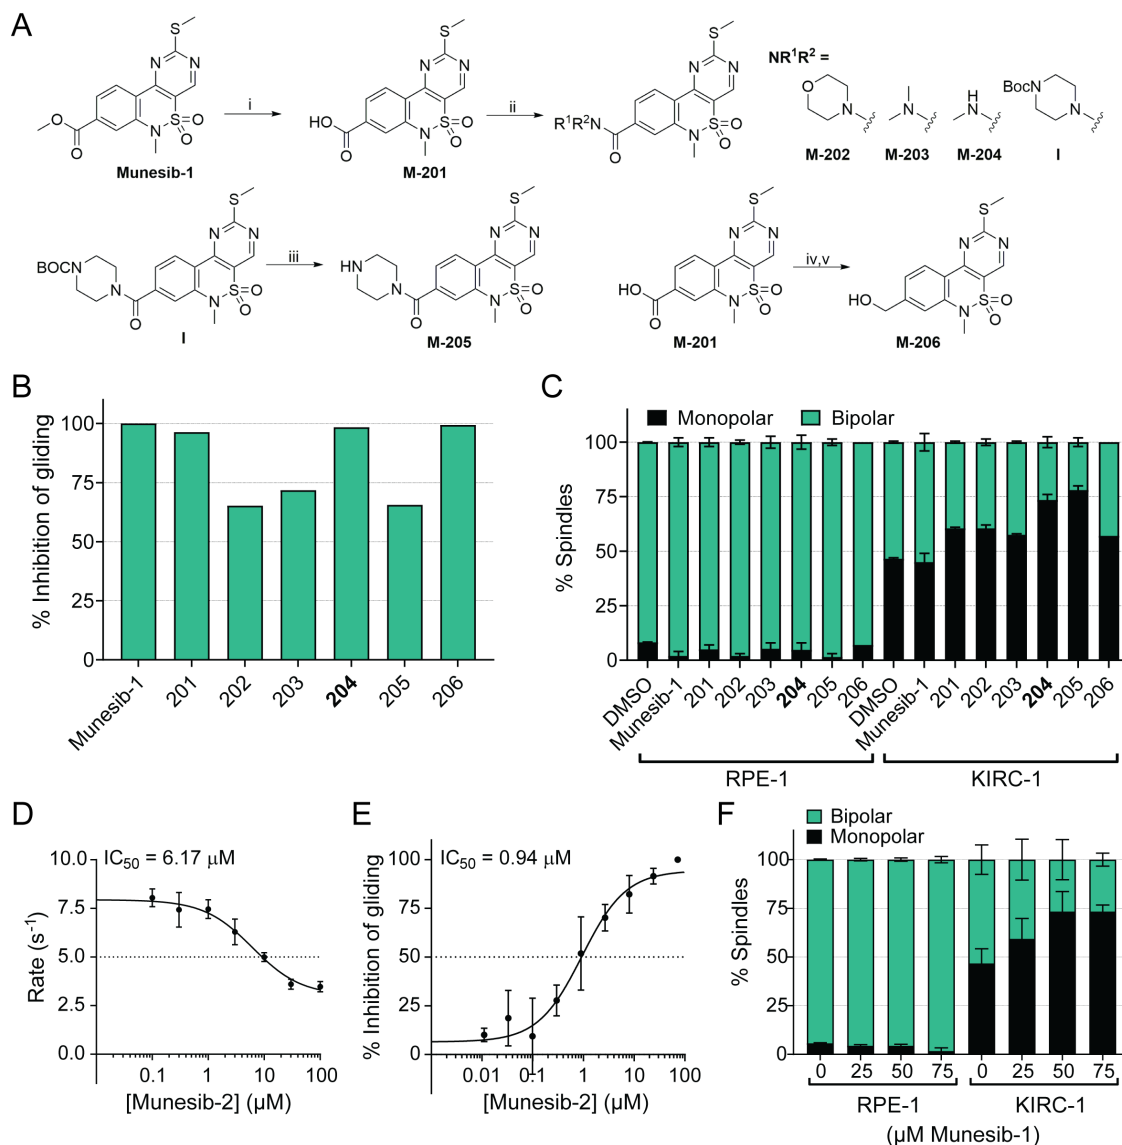 A
S
N N
O
O
N
S O
O
Munesib-1
i
S
N N
HO
O
N
S O
O
M-201
ii
S
N N
R¹R²N
O
N
S O
O
NR¹R² =
O
N
M-202
N
M-203
H
N
M-204
BocN
N
I
BOCN
N
O
N
S O
O
S
N N
I
iii
HN
N
O
N
S O
O
S
N N
M-205
S
N N
HO
O
N
S O
O
M-201
iv,v
S
N N
HO
N
S O
O
M-206
B
% Inhibition of gliding
100
75
50
25
0
Munesib-1 201 202 203 204 205 206
C
Monopolar Bipolar
% Spindles
100
75
50
25
0
DMSO Munesib-1 201 202 203 204 205 206 DMSO Munesib-1 201 202 203 204 205 206
RPE-1 KIRC-1
D
IC50 = 6.17 μM
Rate (s⁻¹)
10.0
7.5
5.0
2.5
0.0
0.1 1 10 100
[Munesib-2] (μM)
E
IC50 = 0.94 μM
% Inhibition of gliding
100
75
50
25
0
0.01 0.1 1 10 100
[Munesib-2] (μM)
F
Bipolar
Monopolar
% Spindles
100
50
0
0 25 50 75 0 25 50 75
RPE-1 KIRC-1
(μM Munesib-1)